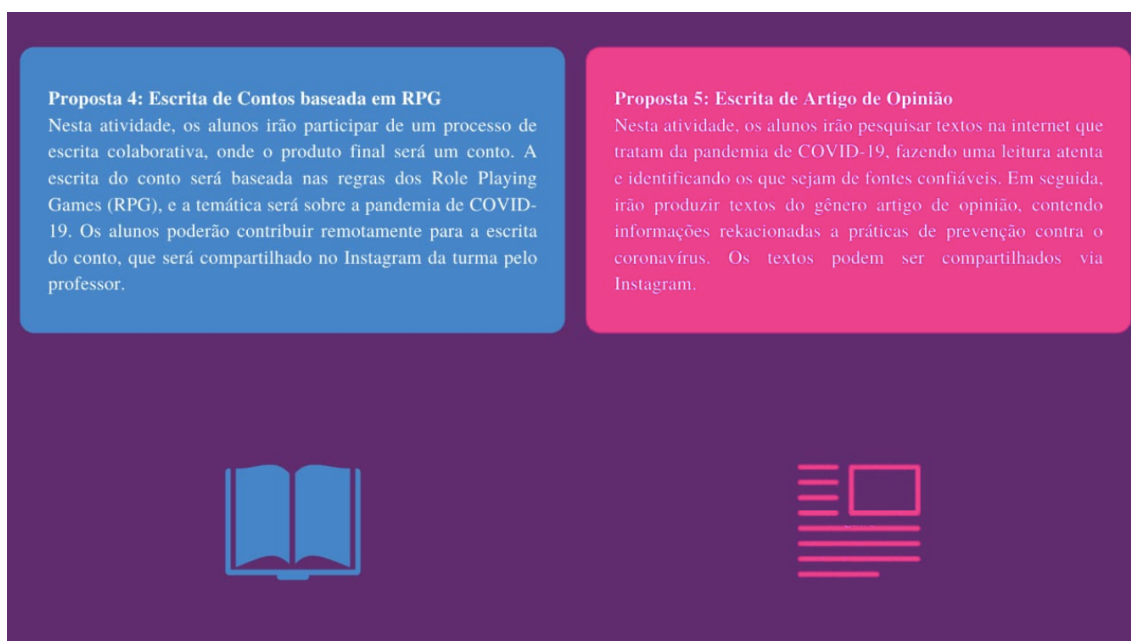 Proposta 4: Escrita de Contos baseada em RPG
Nesta atividade, os alunos irão participar de um processo de
escrita colaborativa, onde o produto final será um conto. A
escrita do conto será baseada nas regras dos Role Playing
Games (RPG), e a temática será sobre a pandemia de COVID-
19. Os alunos poderão contribuir remotamente para a escrita
do conto, que será compartilhado no Instagram da turma pelo
professor.
Proposta 5: Escrita de Artigo de Opinião
Nesta atividade, os alunos irão pesquisar textos na internet que
tratam da pandemia de COVID-19, fazendo uma leitura atenta
e identificando os que sejam de fontes confiáveis. Em seguida,
irão produzir textos do gênero artigo de opinião, contendo
informações rekacionadas a práticas de prevenção contra o
coronavírus. Os textos podem ser compartilhados via
Instagram.